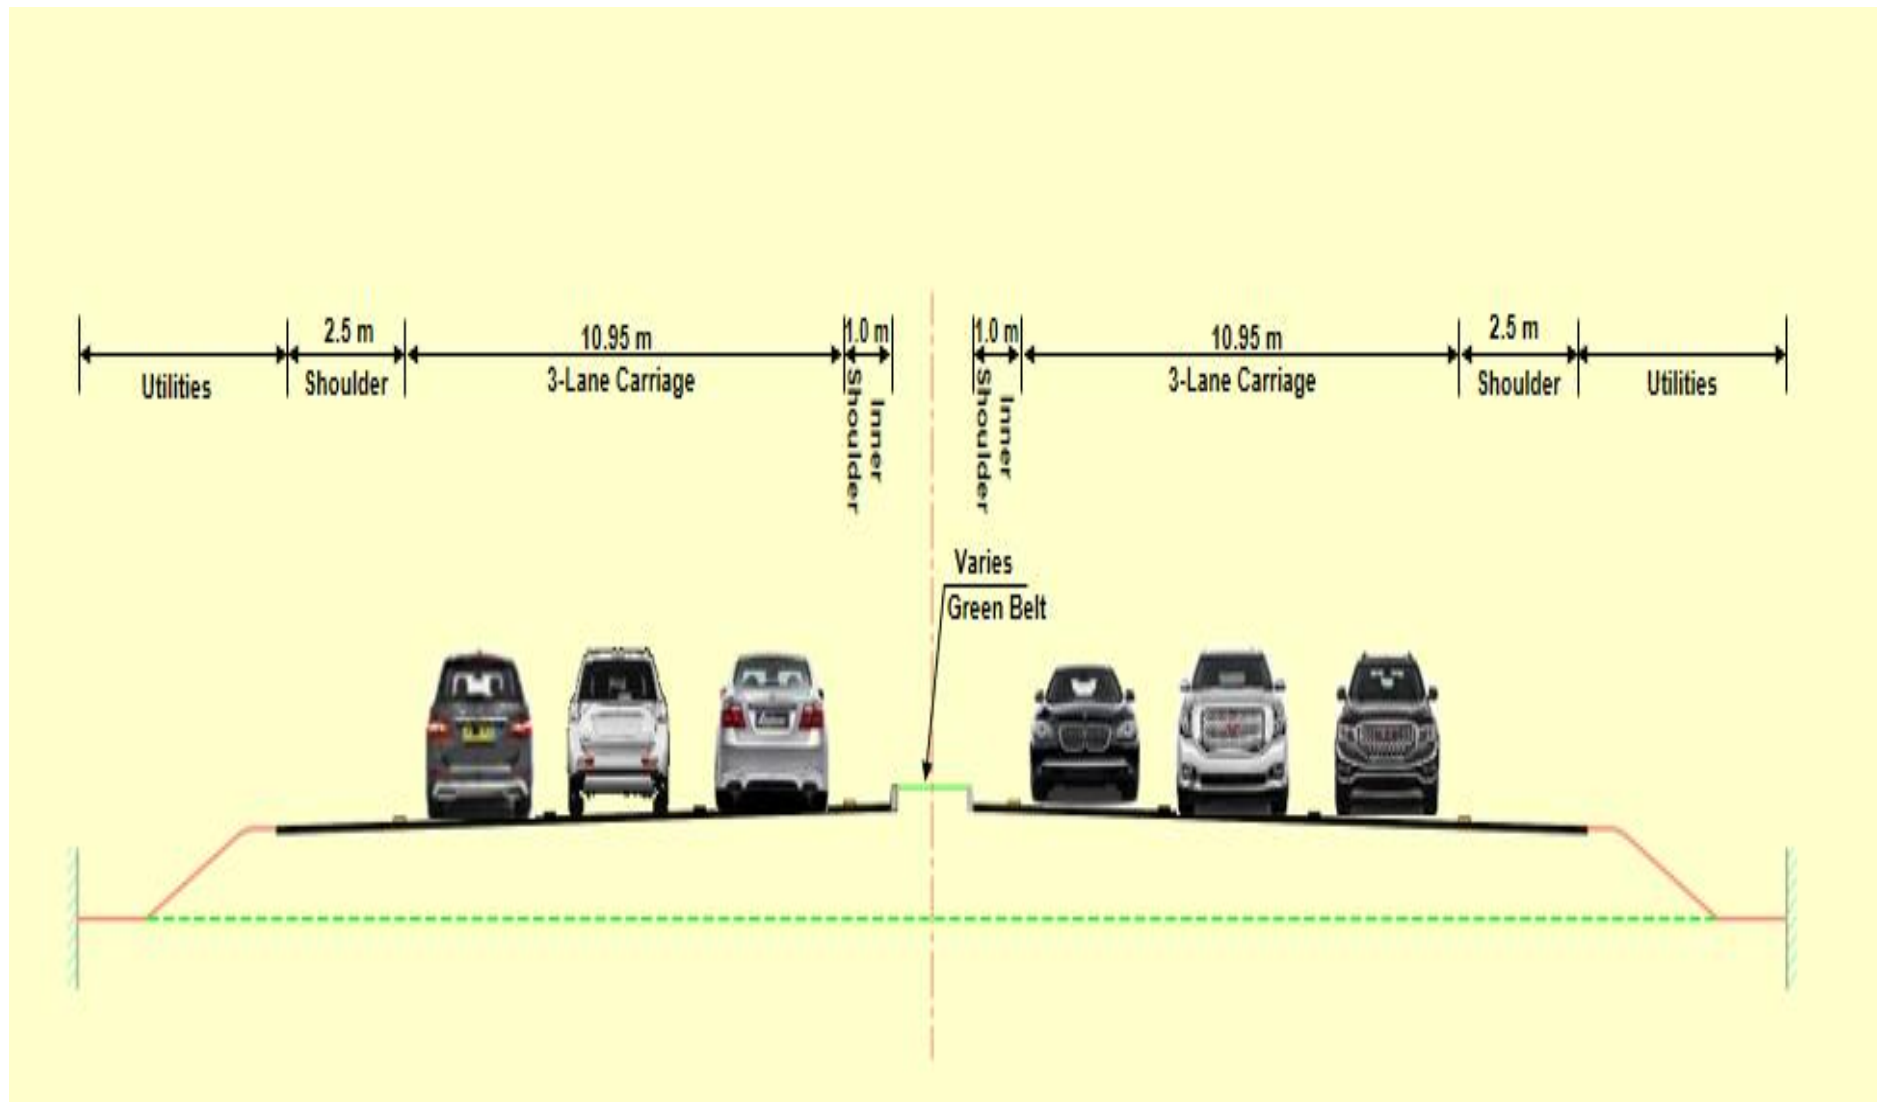 2.5 m
10.95 m
1.0 m
1.0 m
10.95 m
2.5 m
Utilities
Shoulder
3-Lane Carriage
Inner
Shoulder
Inner
Shoulder
3-Lane Carriage
Shoulder
Utilities
Varies
Green Belt